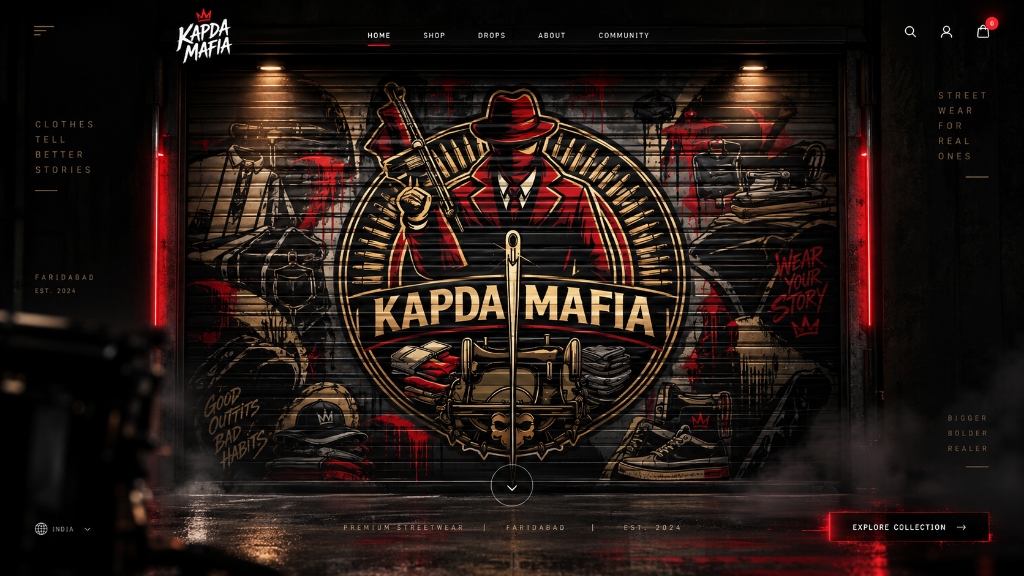 KAPDA
MAFIA
HOME
SHOP
DROPS
ABOUT
COMMUNITY
0
CLOTHES
TELL
BETTER
STORIES
STREET
WEAR
FOR
REAL
ONES
FARIDABAD
EST. 2024
WEAR
YOUR
STORY
KAPDA MAFIA
GOOD
OUTFITS
BAD
HABITS
BIGGER
BOLDER
REALER
INDIA
PREMIUM STREETWEAR | FARIDABAD | EST. 2024
EXPLORE COLLECTION →